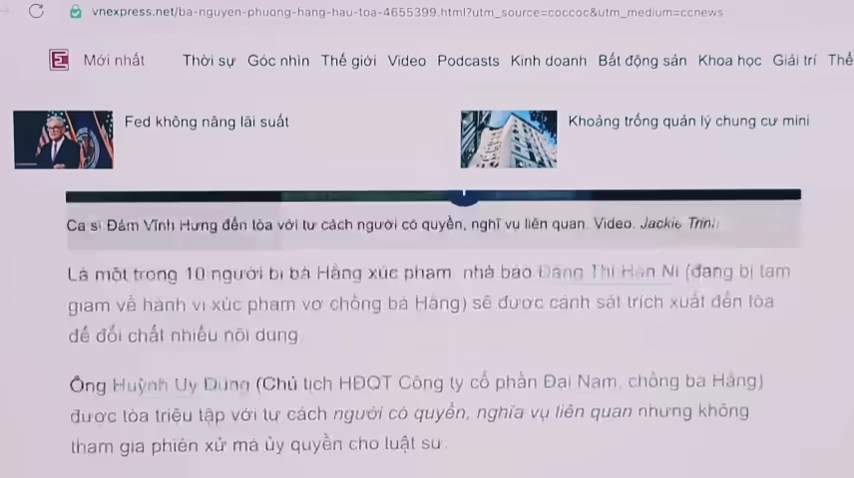 vnexpress.net/ba-nguyen-phuong-hang-hau-toa-4655399.html?utm_source=coccoc&utm_medium=ccnews
E Mới nhất Thời sự Góc nhìn Thế giới Video Podcasts Kinh doanh Bất động sản Khoa học Giải trí Thể
Fed không nâng lãi suất Khoảng trống quản lý chung cư mini
Ca sĩ Đàm Vĩnh Hưng đến tòa với tư cách người có quyền, nghĩ vụ liên quan. Video: Jackie Trinh
Là một trong 10 người bị bà Hằng xúc phạm, nhà báo Đặng Thị Hàn Ni (đang bị tạm
giam về hành vi xúc phạm vợ chồng bà Hằng) sẽ được cảnh sát trích xuất đến tòa
để đối chất nhiều nội dung.
Ông Huỳnh Uy Dũng (Chủ tịch HĐQT Công ty cổ phần Đại Nam, chồng bà Hằng)
được tòa triệu tập với tư cách người có quyền, nghĩa vụ liên quan nhưng không
tham gia phiên xử mà ủy quyền cho luật sư.